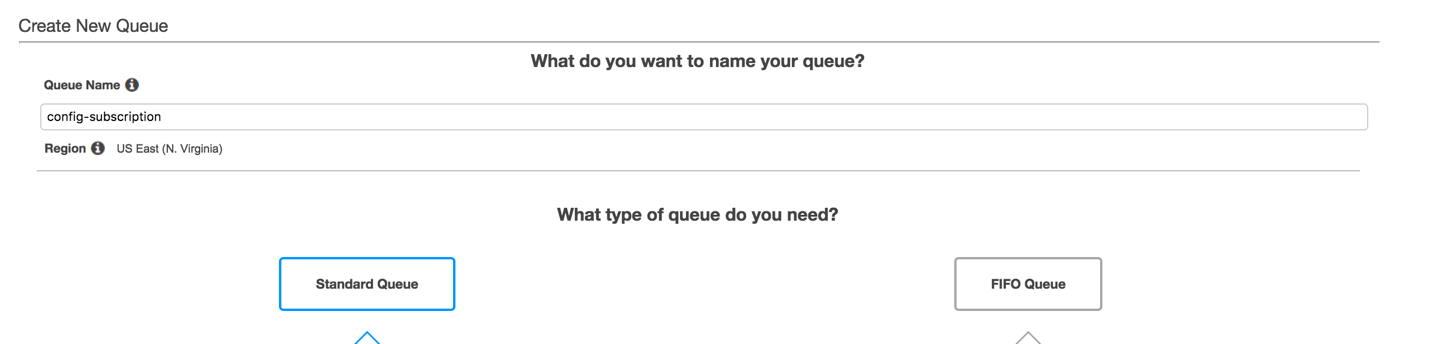 Create New Queue
What do you want to name your queue?
Queue Name
config-subscription
Region US East (N. Virginia)
What type of queue do you need?
Standard Queue
FIFO Queue